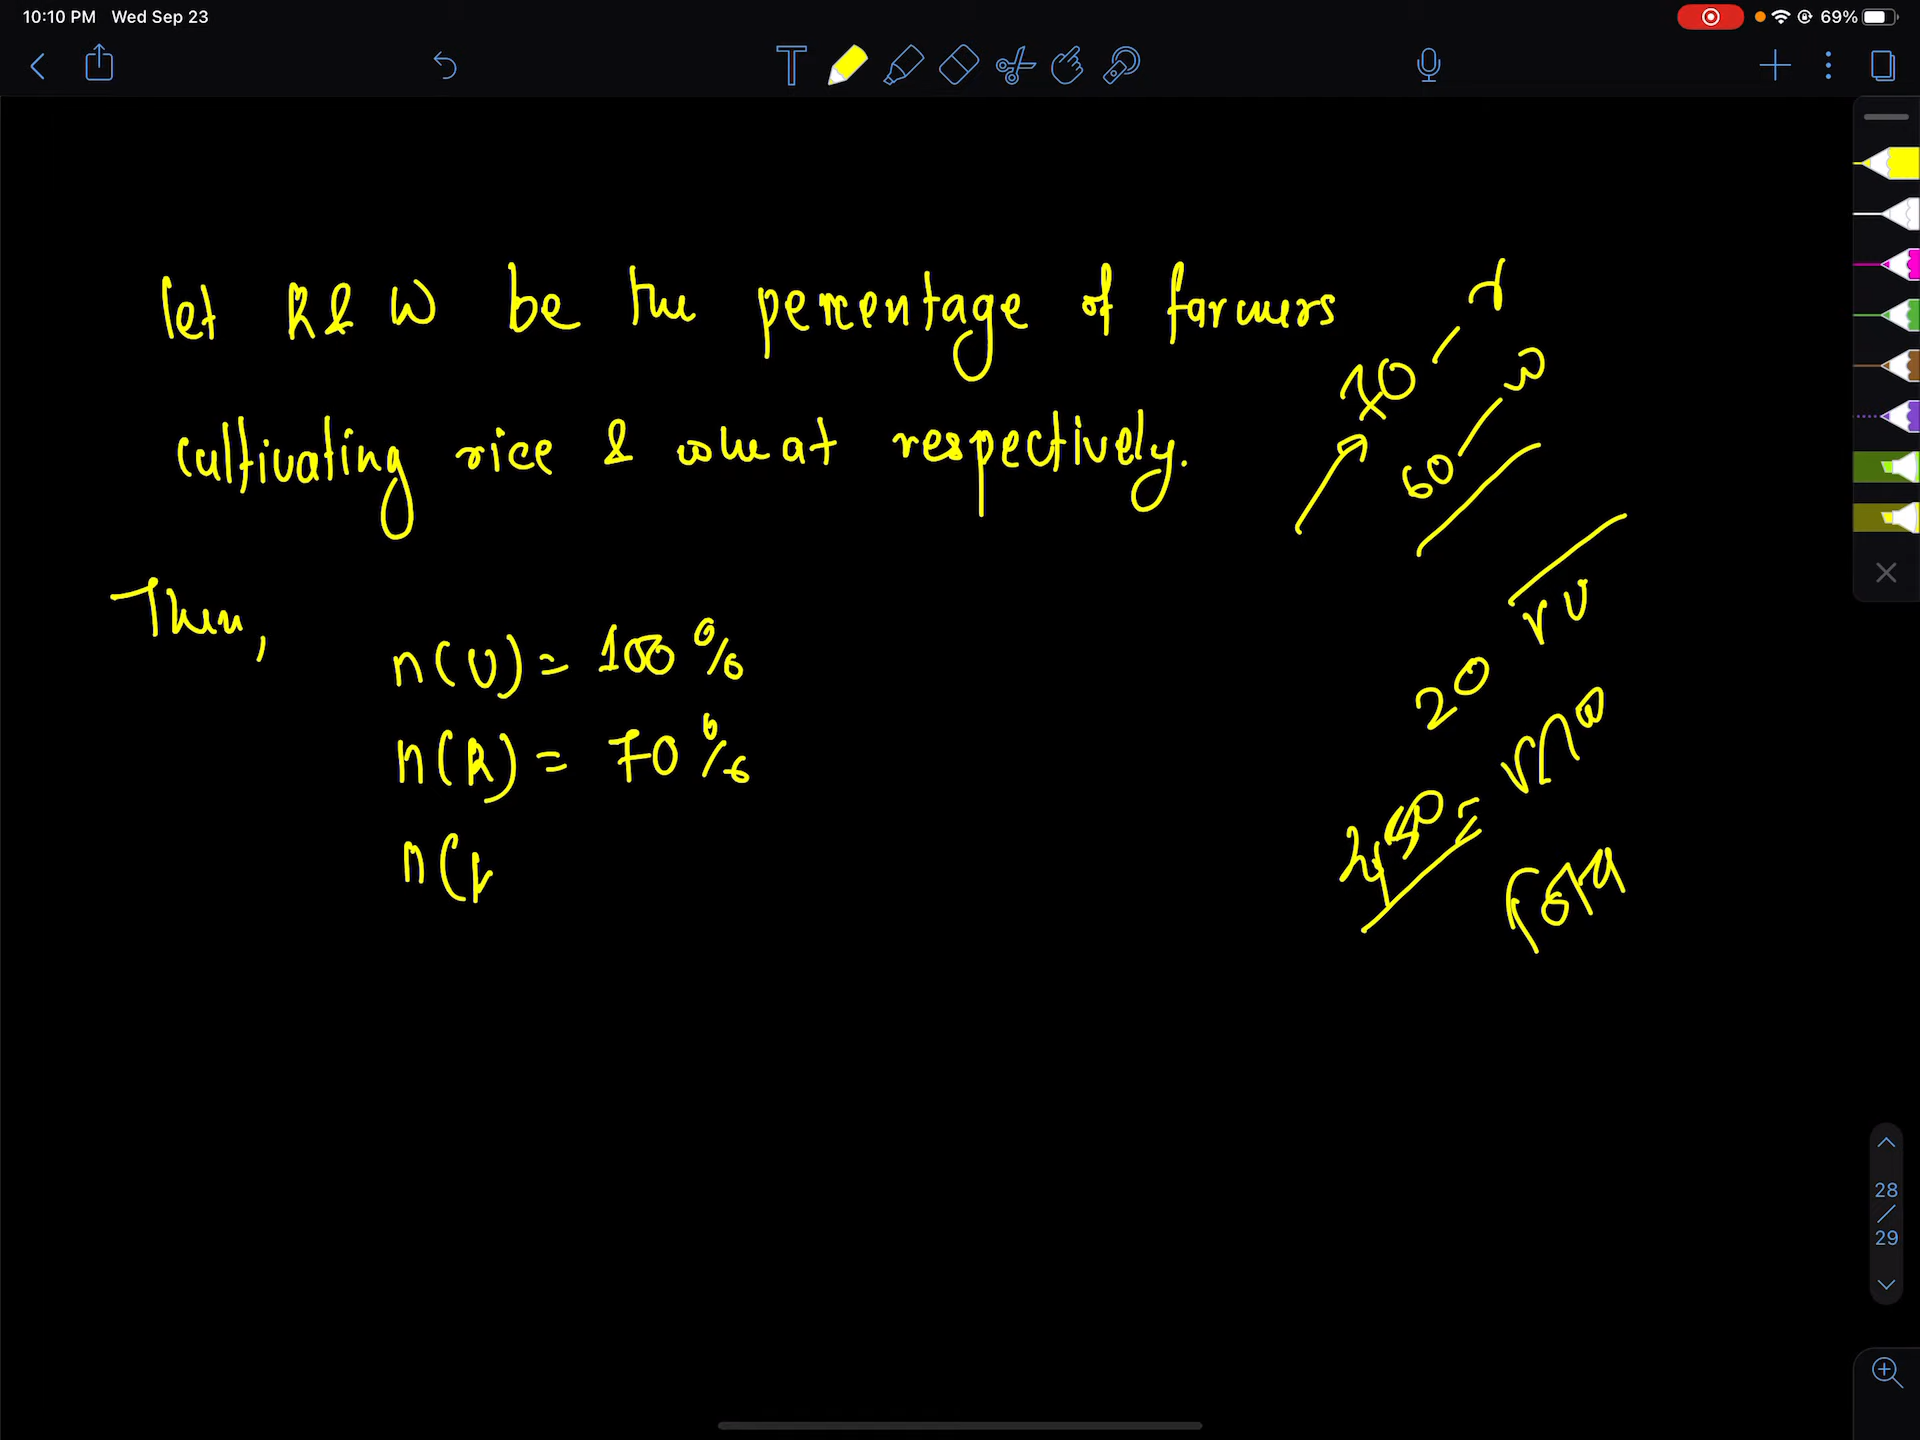 10:10 PM Wed Sep 23
69%
let R & W be the percentage of farmers
cultivating rice & wheat respectively.
Then,
n(U) = 100%
n(R) = 70%
n(
70 - r
60 - w
20
28
29